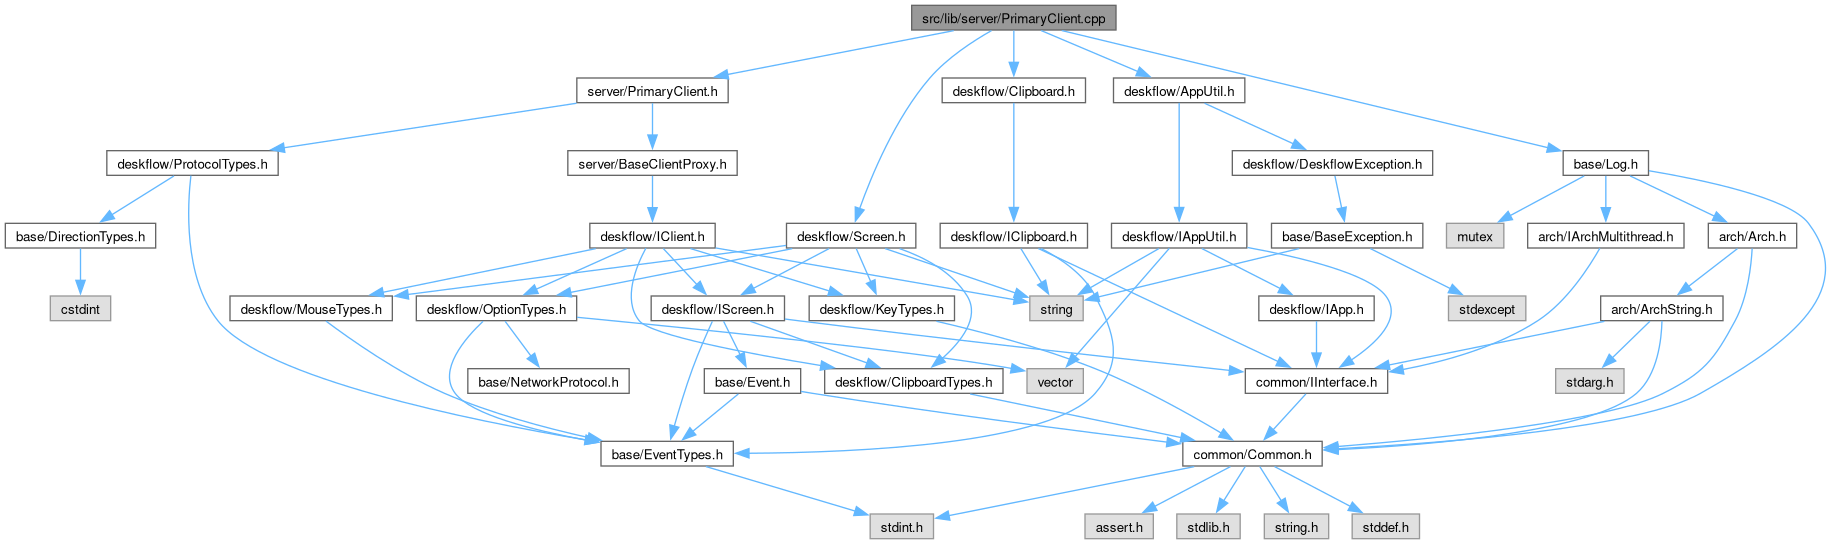 src/lib/server/PrimaryClient.cpp
server/PrimaryClient.h
deskflow/Clipboard.h
deskflow/AppUtil.h
deskflow/ProtocolTypes.h
server/BaseClientProxy.h
deskflow/DeskflowException.h
base/Log.h
base/DirectionTypes.h
deskflow/IClient.h
deskflow/Screen.h
deskflow/IClipboard.h
deskflow/IAppUtil.h
base/BaseException.h
mutex
arch/IArchMultithread.h
arch/Arch.h
cstdint
deskflow/MouseTypes.h
deskflow/OptionTypes.h
deskflow/IScreen.h
deskflow/KeyTypes.h
string
deskflow/IApp.h
stdexcept
arch/ArchString.h
base/NetworkProtocol.h
base/Event.h
deskflow/ClipboardTypes.h
vector
common/IInterface.h
stdarg.h
base/EventTypes.h
common/Common.h
stdint.h
assert.h
stdlib.h
string.h
stddef.h